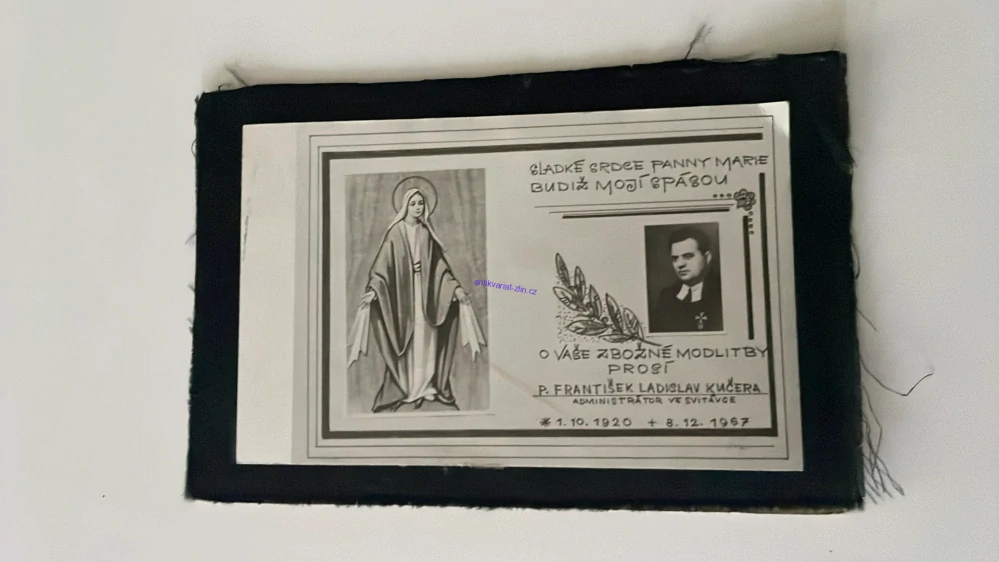 SLADKÉ SRDCE PANNY MARIE
BUDIŽ MOJÍ SPÁSOU
antikvariat-zlin.cz
O VAŠE ZBOŽNÉ MODLITBY
PROSÍ
P. FRANTIŠEK LADISLAV KUČERA
ADMINISTRÁTOR VE SVITÁVCE
* 1.10.1920 + 8.12.1967